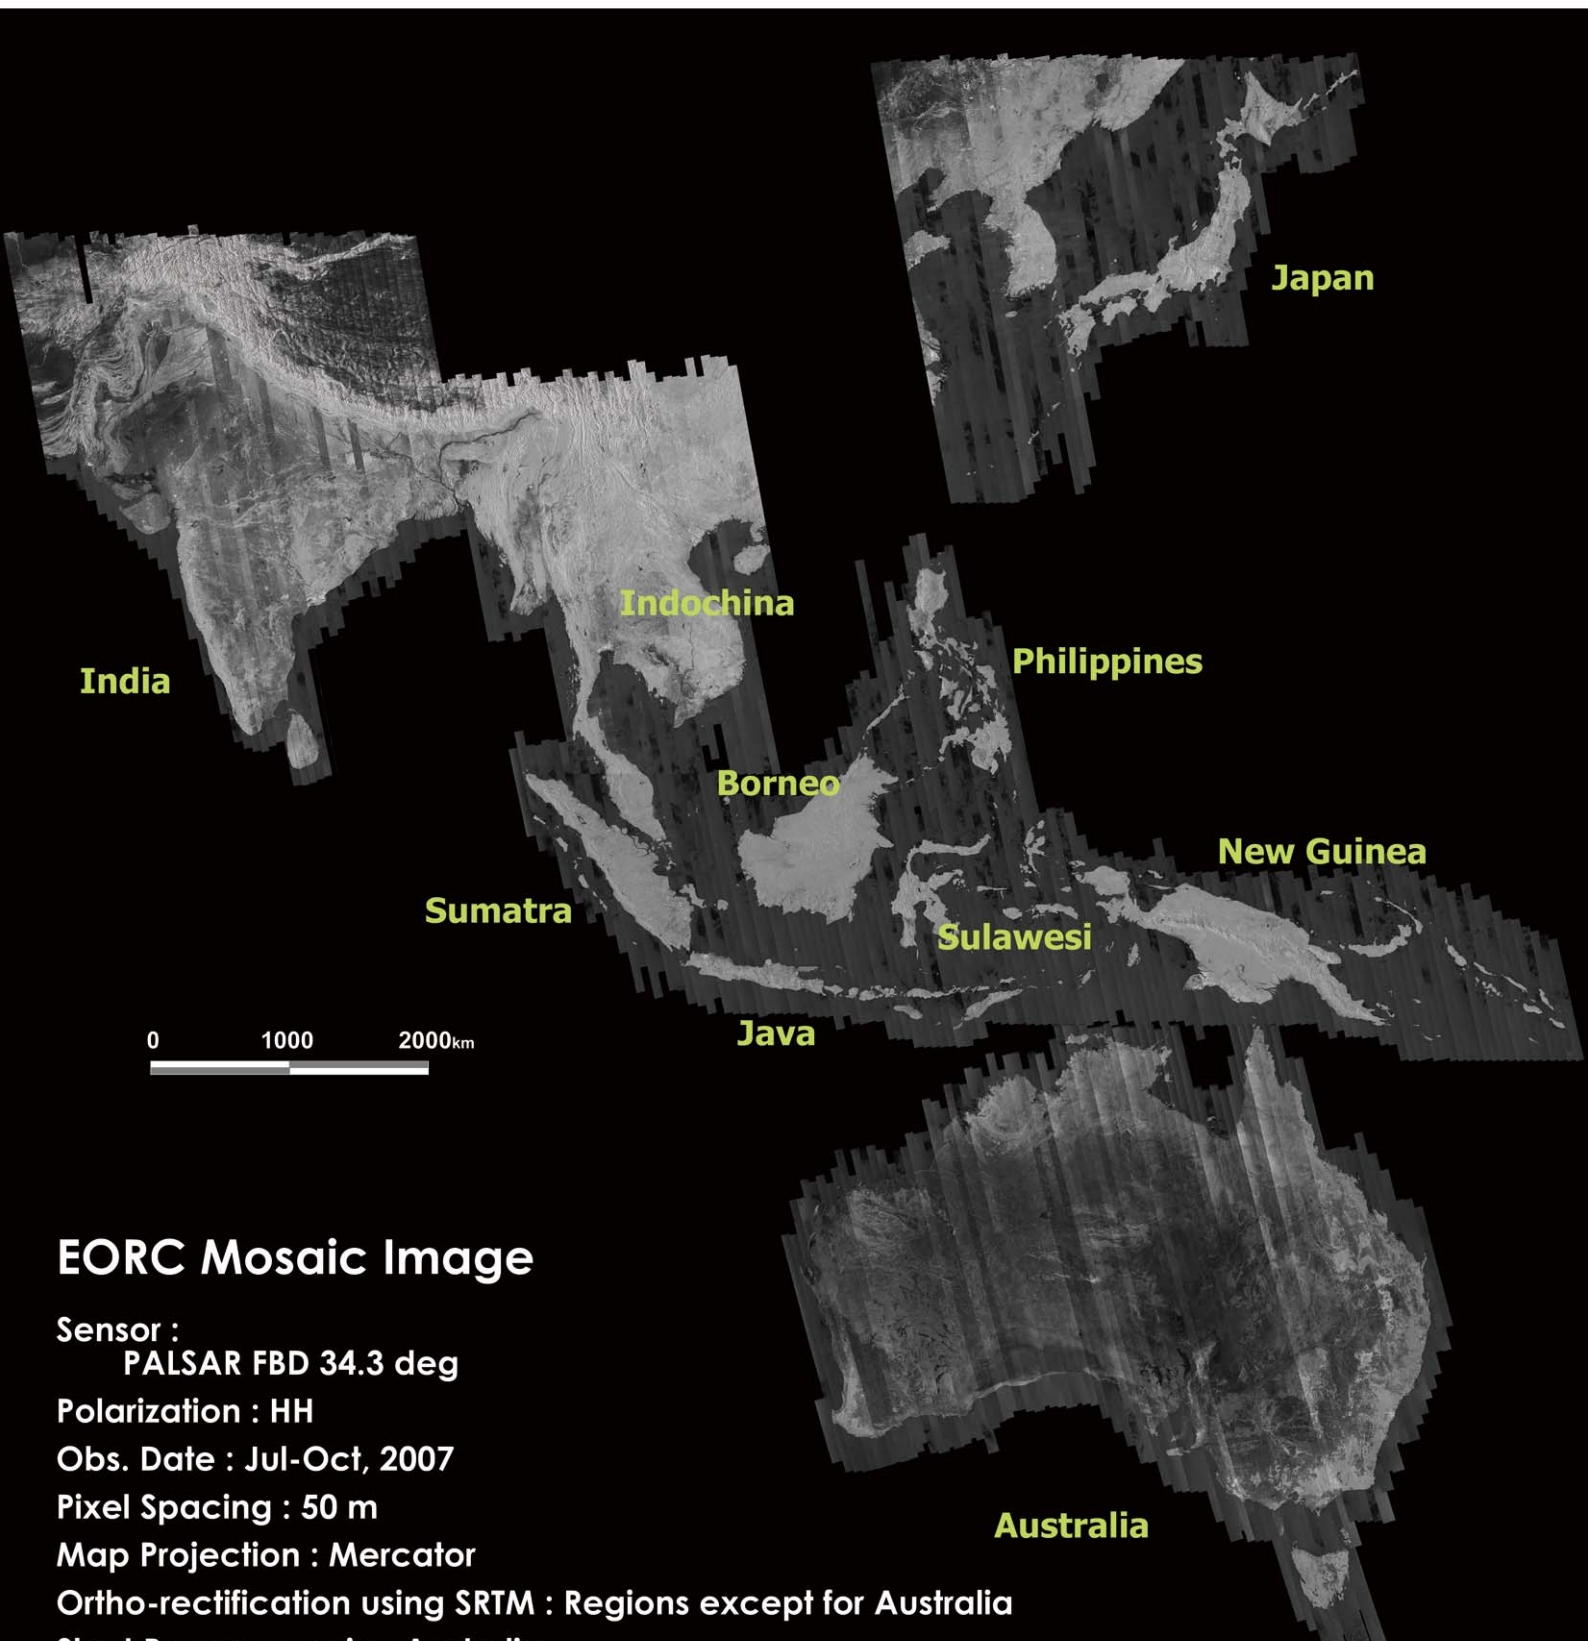 Japan
Indochina
Philippines
India
Borneo
New Guinea
Sumatra
Sulawesi
Java
0 1000 2000km
EORC Mosaic Image
Sensor :
PALSAR FBD 34.3 deg
Polarization : HH
Obs. Date : Jul-Oct, 2007
Pixel Spacing : 50 m
Australia
Map Projection : Mercator
Ortho-rectification using SRTM : Regions except for Australia